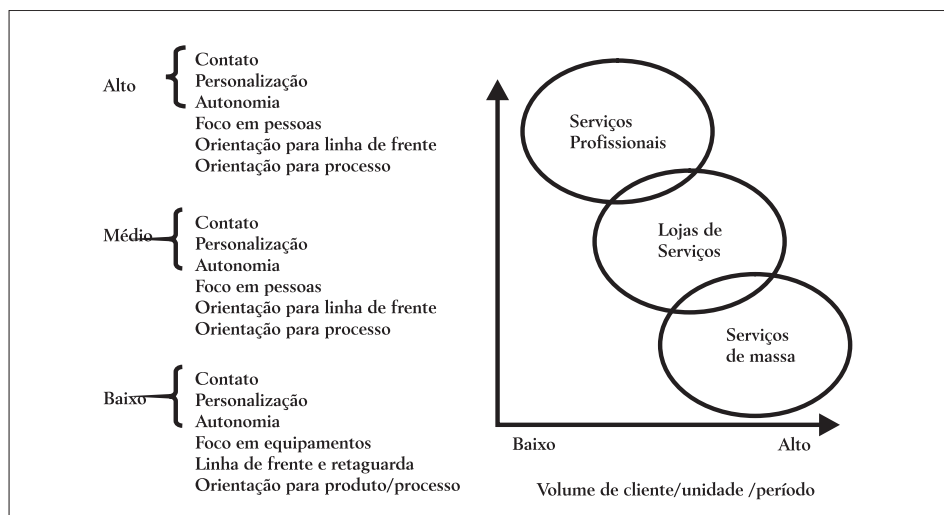 Alto
Contato
Personalização
Autonomia
Foco em pessoas
Orientação para linha de frente
Orientação para processo
Médio
Contato
Personalização
Autonomia
Foco em pessoas
Orientação para linha de frente
Orientação para processo
Baixo
Contato
Personalização
Autonomia
Foco em equipamentos
Linha de frente e retaguarda
Orientação para produto/processo
Serviços
Profissionais
Lojas de
Serviços
Serviços
de massa
Baixo
Alto
Volume de cliente/unidade /período